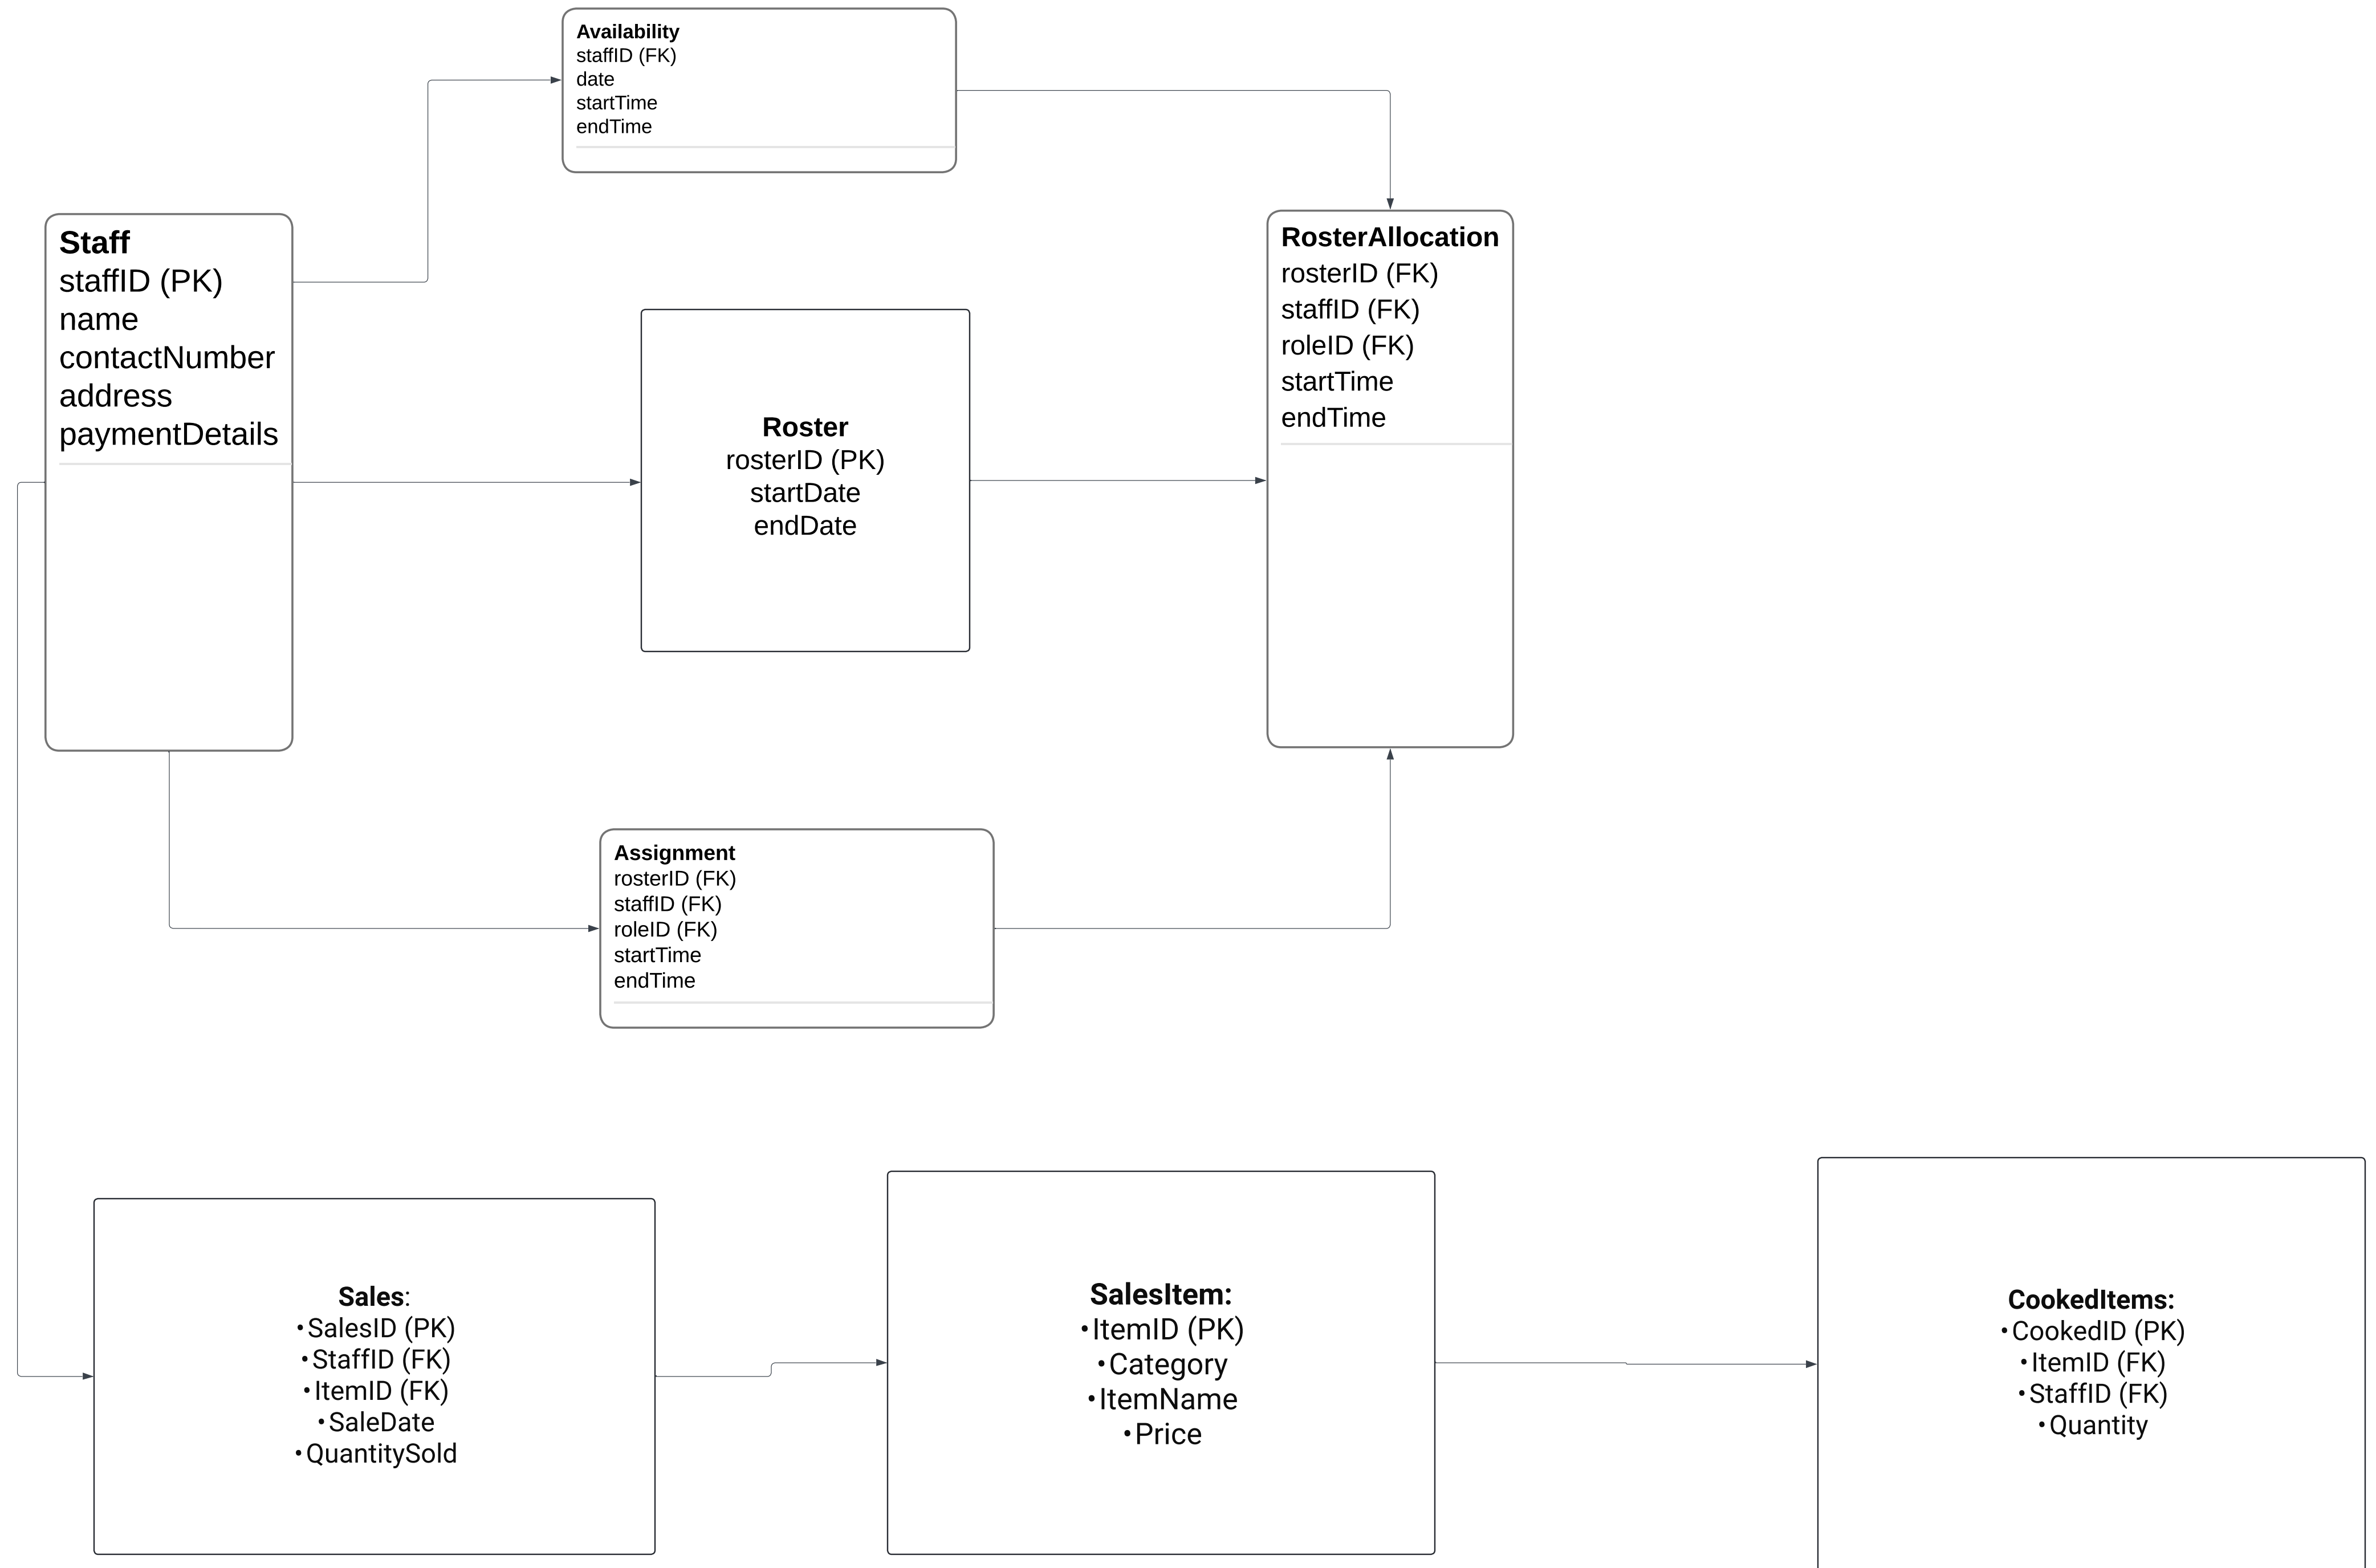 Availability
staffID (FK)
date
startTime
endTime
Staff
staffID (PK)
name
contactNumber
address
paymentDetails
RosterAllocation
rosterID (FK)
staffID (FK)
roleID (FK)
startTime
endTime
Roster
rosterID (PK)
startDate
endDate
Assignment
rosterID (FK)
staffID (FK)
roleID (FK)
startTime
endTime
Sales:
• SalesID (PK)
• StaffID (FK)
• ItemID (FK)
• SaleDate
• QuantitySold
SalesItem:
• ItemID (PK)
• Category
• ItemName
• Price
CookedItems:
• CookedID (PK)
• ItemID (FK)
• StaffID (FK)
• Quantity